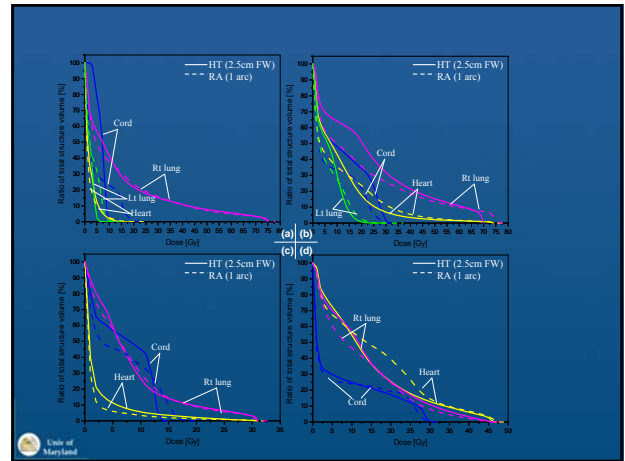 HT (2.5cm FW)
RA (1 arc)
Ratio of total structure volume [%]
100
90
80
70
60
50
40
30
20
10
0
Cord
Rt lung
Lt lung
Heart
0 5 10 15 20 25 30 35 40 45 50 55 60 65 70 75 80
Dose [Gy]
HT (2.5cm FW)
RA (1 arc)
Ratio of total structure volume [%]
100
90
80
70
60
50
40
30
20
10
0
Cord
Heart
Rt lung
Lt lung
5 10 15 20 25 30 35 40 45 50 55 60 65 70 75 80
Dose [Gy]
(a) (b)
(c) (d)
HT (2.5cm FW)
RA (1 arc)
Ratio of total structure volume [%]
100
90
80
70
60
50
40
30
20
10
0
Cord
Heart
Rt lung
0 5 10 15 20 25 30 35
Dose [Gy]
HT (2.5cm FW)
RA (1 arc)
Ratio of total structure volume [%]
100
90
80
70
60
50
40
30
20
10
0
Rt lung
Heart
Cord
0 5 10 15 20 25 30 35 40 45 50
Dose [Gy]
Univ of
Maryland